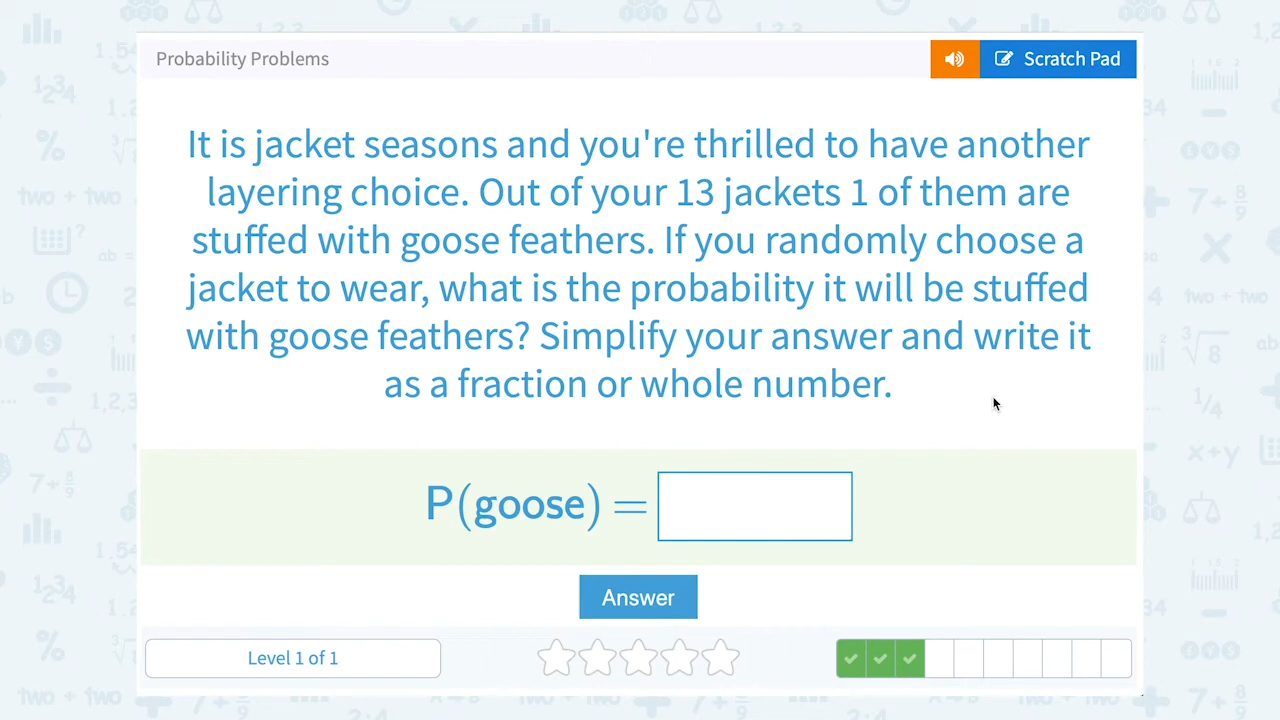 Probability Problems
Scratch Pad
It is jacket seasons and you're thrilled to have another
layering choice. Out of your 13 jackets 1 of them are
stuffed with goose feathers. If you randomly choose a
jacket to wear, what is the probability it will be stuffed
with goose feathers? Simplify your answer and write it
as a fraction or whole number.
P(goose) =
Answer
Level 1 of 1